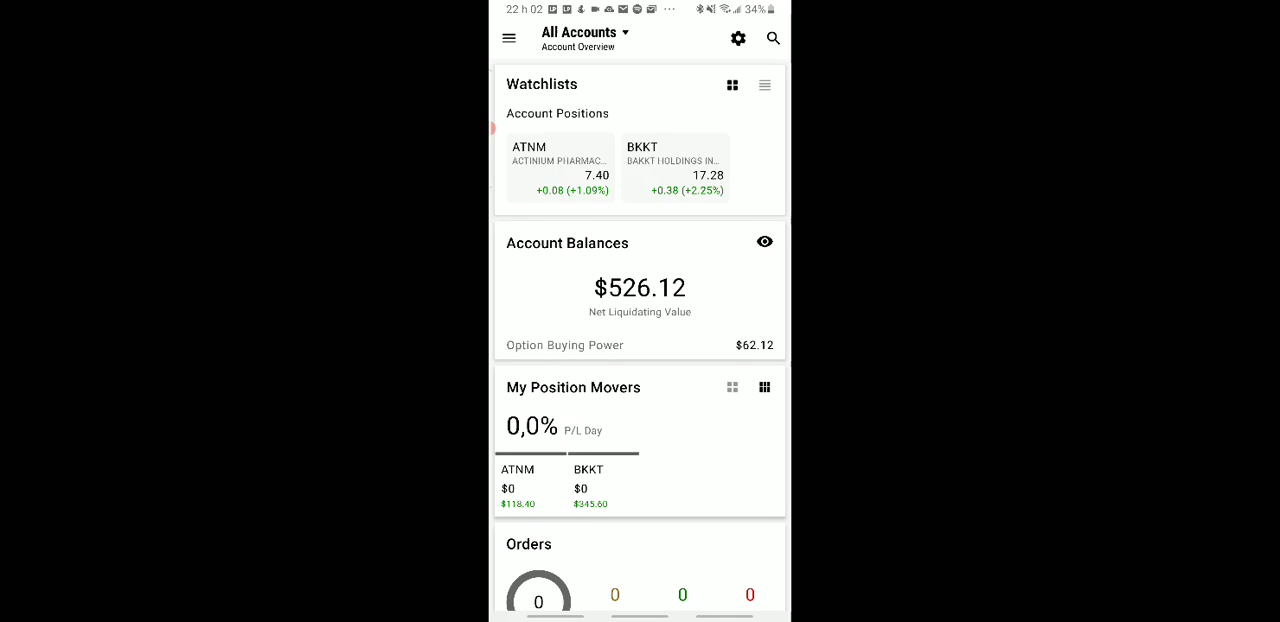 22 h 02 LP LP ... 34%
All Accounts
Account Overview
Watchlists
Account Positions
ATNM
ACTINIUM PHARMAC...
7.40
+0.08 (+1.09%)
BKKT
BAKKT HOLDINGS IN...
17.28
+0.38 (+2.25%)
Account Balances
$526.12
Net Liquidating Value
Option Buying Power $62.12
My Position Movers
0,0% P/L Day
ATNM BKKT
$0 $0
$118.40 $345.60
Orders
0 0 0 0